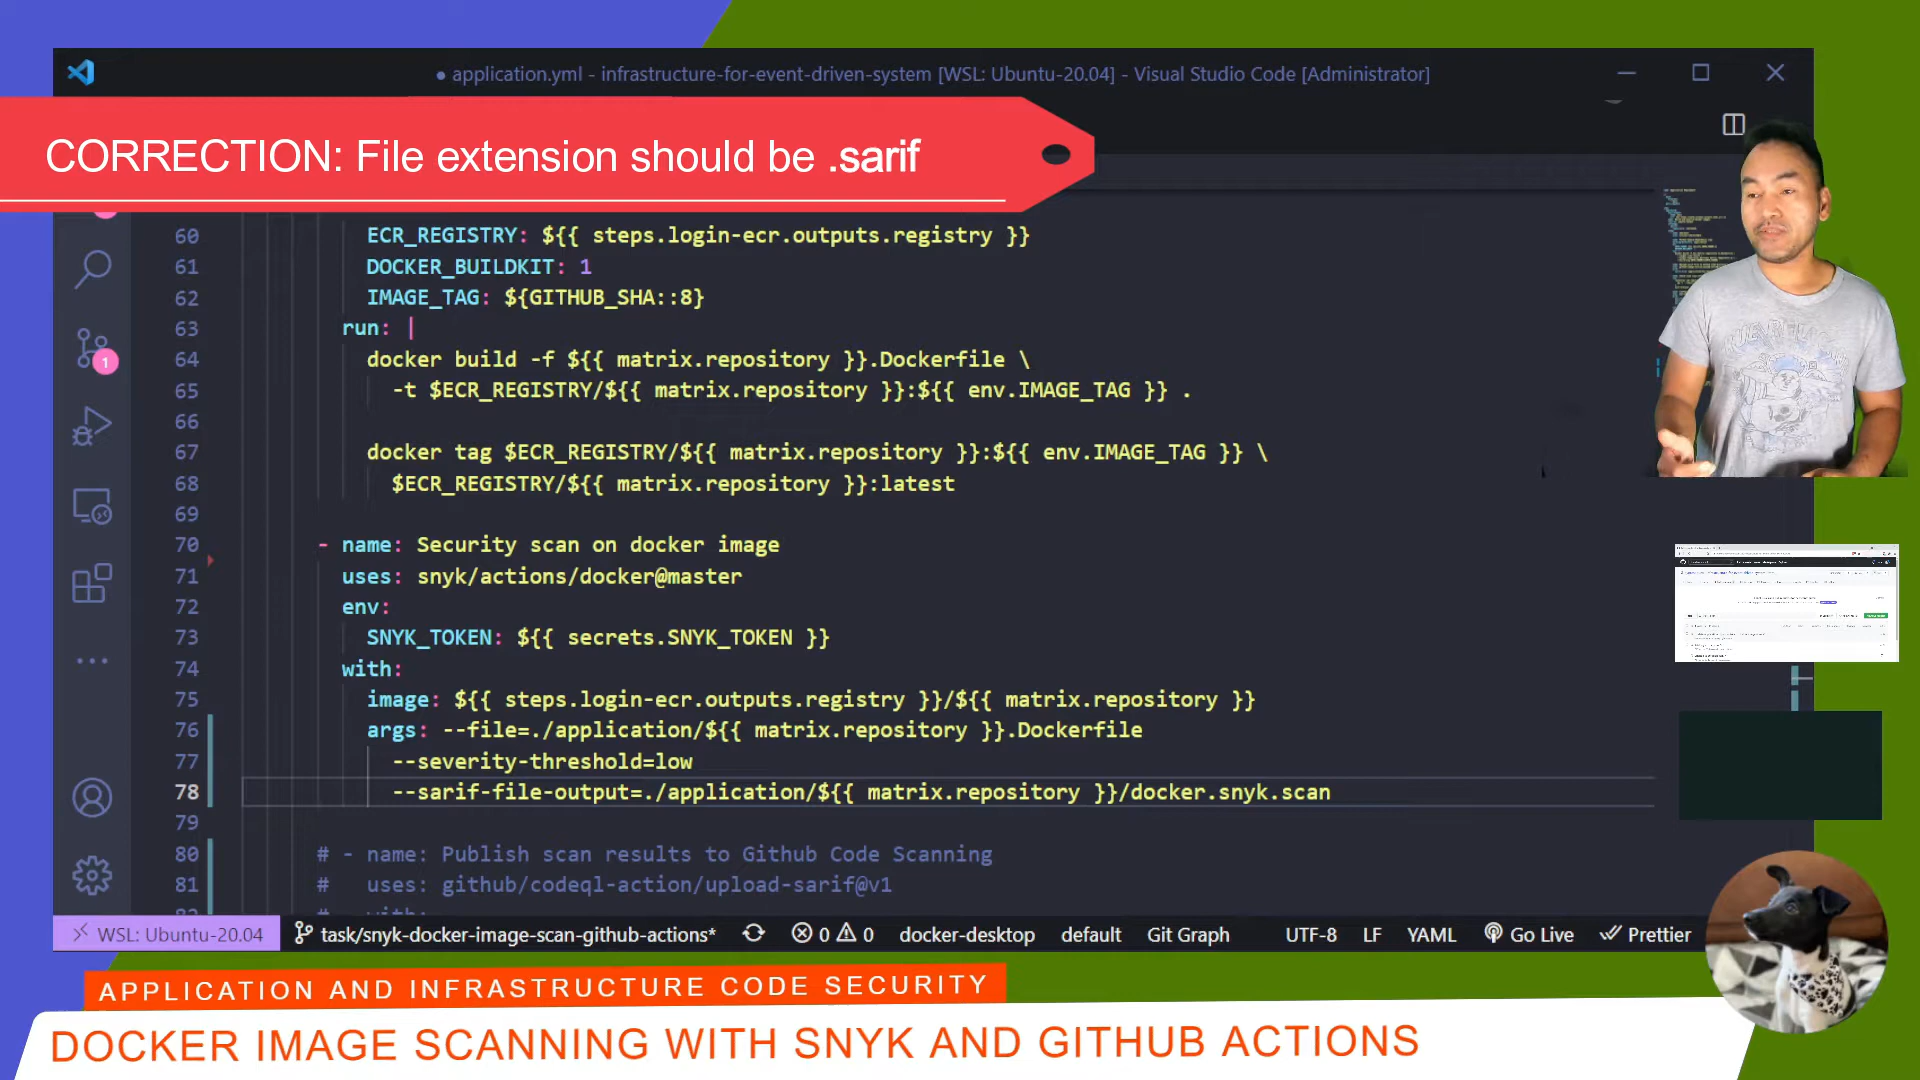 ● application.yml - infrastructure-for-event-driven-system [WSL: Ubuntu-20.04] - Visual Studio Code [Administrator]
CORRECTION: File extension should be .sarif
60 ECR_REGISTRY: ${{ steps.login-ecr.outputs.registry }}
61 DOCKER_BUILDKIT: 1
62 IMAGE_TAG: ${GITHUB_SHA::8}
63 run: |
64 docker build -f ${{ matrix.repository }}.Dockerfile \
65 -t $ECR_REGISTRY/${{ matrix.repository }}:${{ env.IMAGE_TAG }} .
66
67 docker tag $ECR_REGISTRY/${{ matrix.repository }}:${{ env.IMAGE_TAG }} \
68 $ECR_REGISTRY/${{ matrix.repository }}:latest
69
70 - name: Security scan on docker image
71 uses: snyk/actions/docker@master
72 env:
73 SNYK_TOKEN: ${{ secrets.SNYK_TOKEN }}
74 with:
75 image: ${{ steps.login-ecr.outputs.registry }}/${{ matrix.repository }}
76 args: --file=./application/${{ matrix.repository }}.Dockerfile
77 --severity-threshold=low
78 --sarif-file-output=./application/${{ matrix.repository }}/docker.snyk.scan
79
80 # - name: Publish scan results to Github Code Scanning
81 # uses: github/codeql-action/upload-sarif@v1
# with:
1
WSL: Ubuntu-20.04 task/snyk-docker-image-scan-github-actions* 0 0 docker-desktop default Git Graph UTF-8 LF YAML Go Live Prettier
APPLICATION AND INFRASTRUCTURE CODE SECURITY
DOCKER IMAGE SCANNING WITH SNYK AND GITHUB ACTIONS